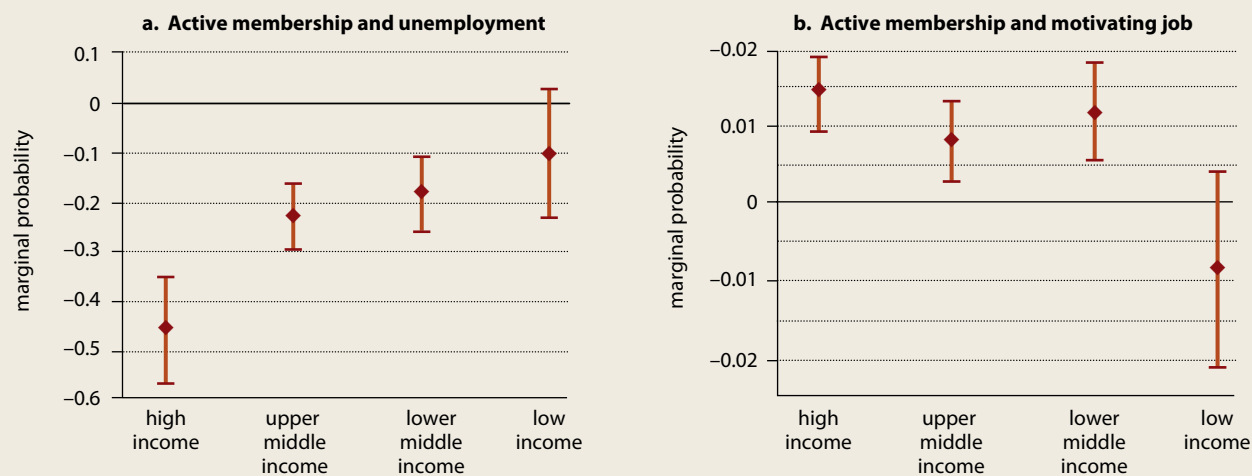 a. Active membership and unemployment
0.1
0
–0.1
–0.2
–0.3
–0.4
–0.5
–0.6
marginal probability
high
income
upper
middle
income
lower
middle
income
low
income
b. Active membership and motivating job
–0.02
0.01
0
–0.01
–0.02
marginal probability
high
income
upper
middle
income
lower
middle
income
low
income